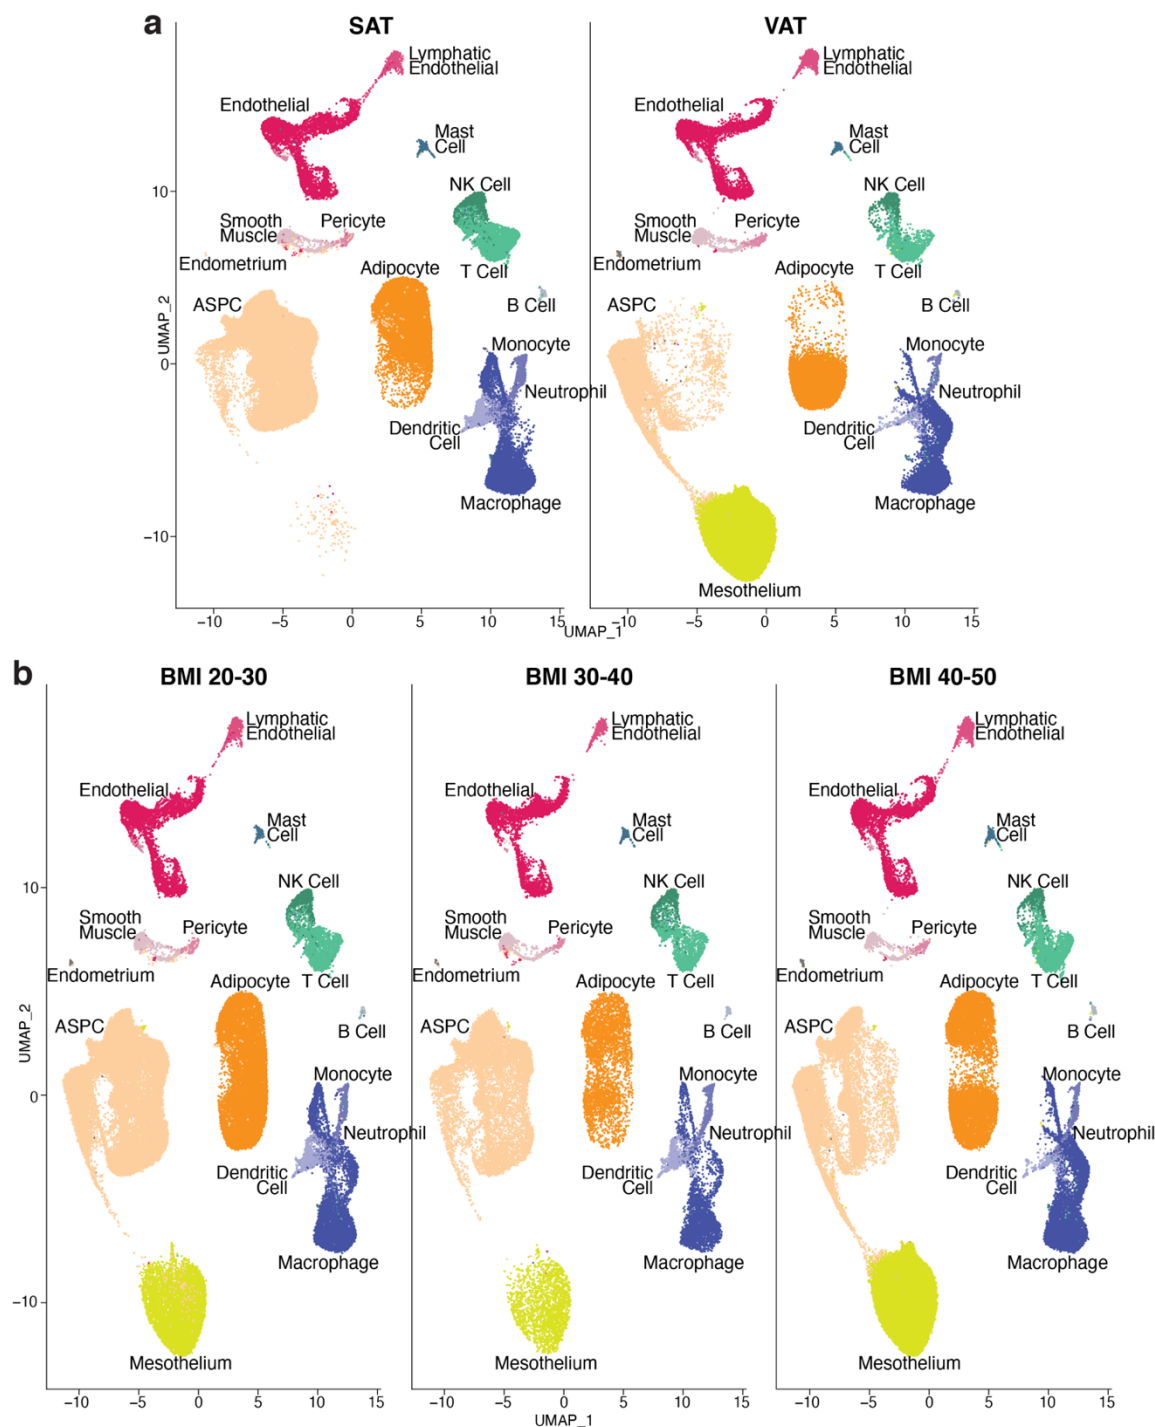 a
SAT
VAT
Lymphatic
Endothelial
Endothelial
Mast
Cell
NK Cell
Smooth
Muscle
Pericyte
Endometrium
Adipocyte
T Cell
ASPC
B Cell
Monocyte
Neutrophil
Dendritic
Cell
Macrophage
10
0
−10
UMAP_2
−10 −5 0 5 10 15
Lymphatic
Endothelial
Endothelial
Mast
Cell
NK Cell
Smooth
Muscle
Pericyte
Endometrium
Adipocyte
T Cell
ASPC
B Cell
Monocyte
Neutrophil
Dendritic
Cell
Macrophage
Mesothelium
−10 −5 0 5 10 15
UMAP_1
b
BMI 20-30
BMI 30-40
BMI 40-50
Lymphatic
Endothelial
Endothelial
Mast
Cell
NK Cell
Smooth
Muscle
Pericyte
Endometrium
Adipocyte
T Cell
ASPC
B Cell
Monocyte
Neutrophil
Dendritic
Cell
Macrophage
Mesothelium
10
0
−10
UMAP_2
−10 −5 0 5 10 15
Lymphatic
Endothelial
Endothelial
Mast
Cell
NK Cell
Smooth
Muscle
Pericyte
Endometrium
Adipocyte
T Cell
ASPC
B Cell
Monocyte
Neutrophil
Dendritic
Cell
Macrophage
Mesothelium
−10 −5 0 5 10 15
Lymphatic
Endothelial
Endothelial
Mast
Cell
NK Cell
Smooth
Muscle
Pericyte
Endometrium
Adipocyte
T Cell
ASPC
B Cell
Monocyte
Neutrophil
Dendritic
Cell
Macrophage
Mesothelium
−10 −5 0 5 10 15
UMAP_1